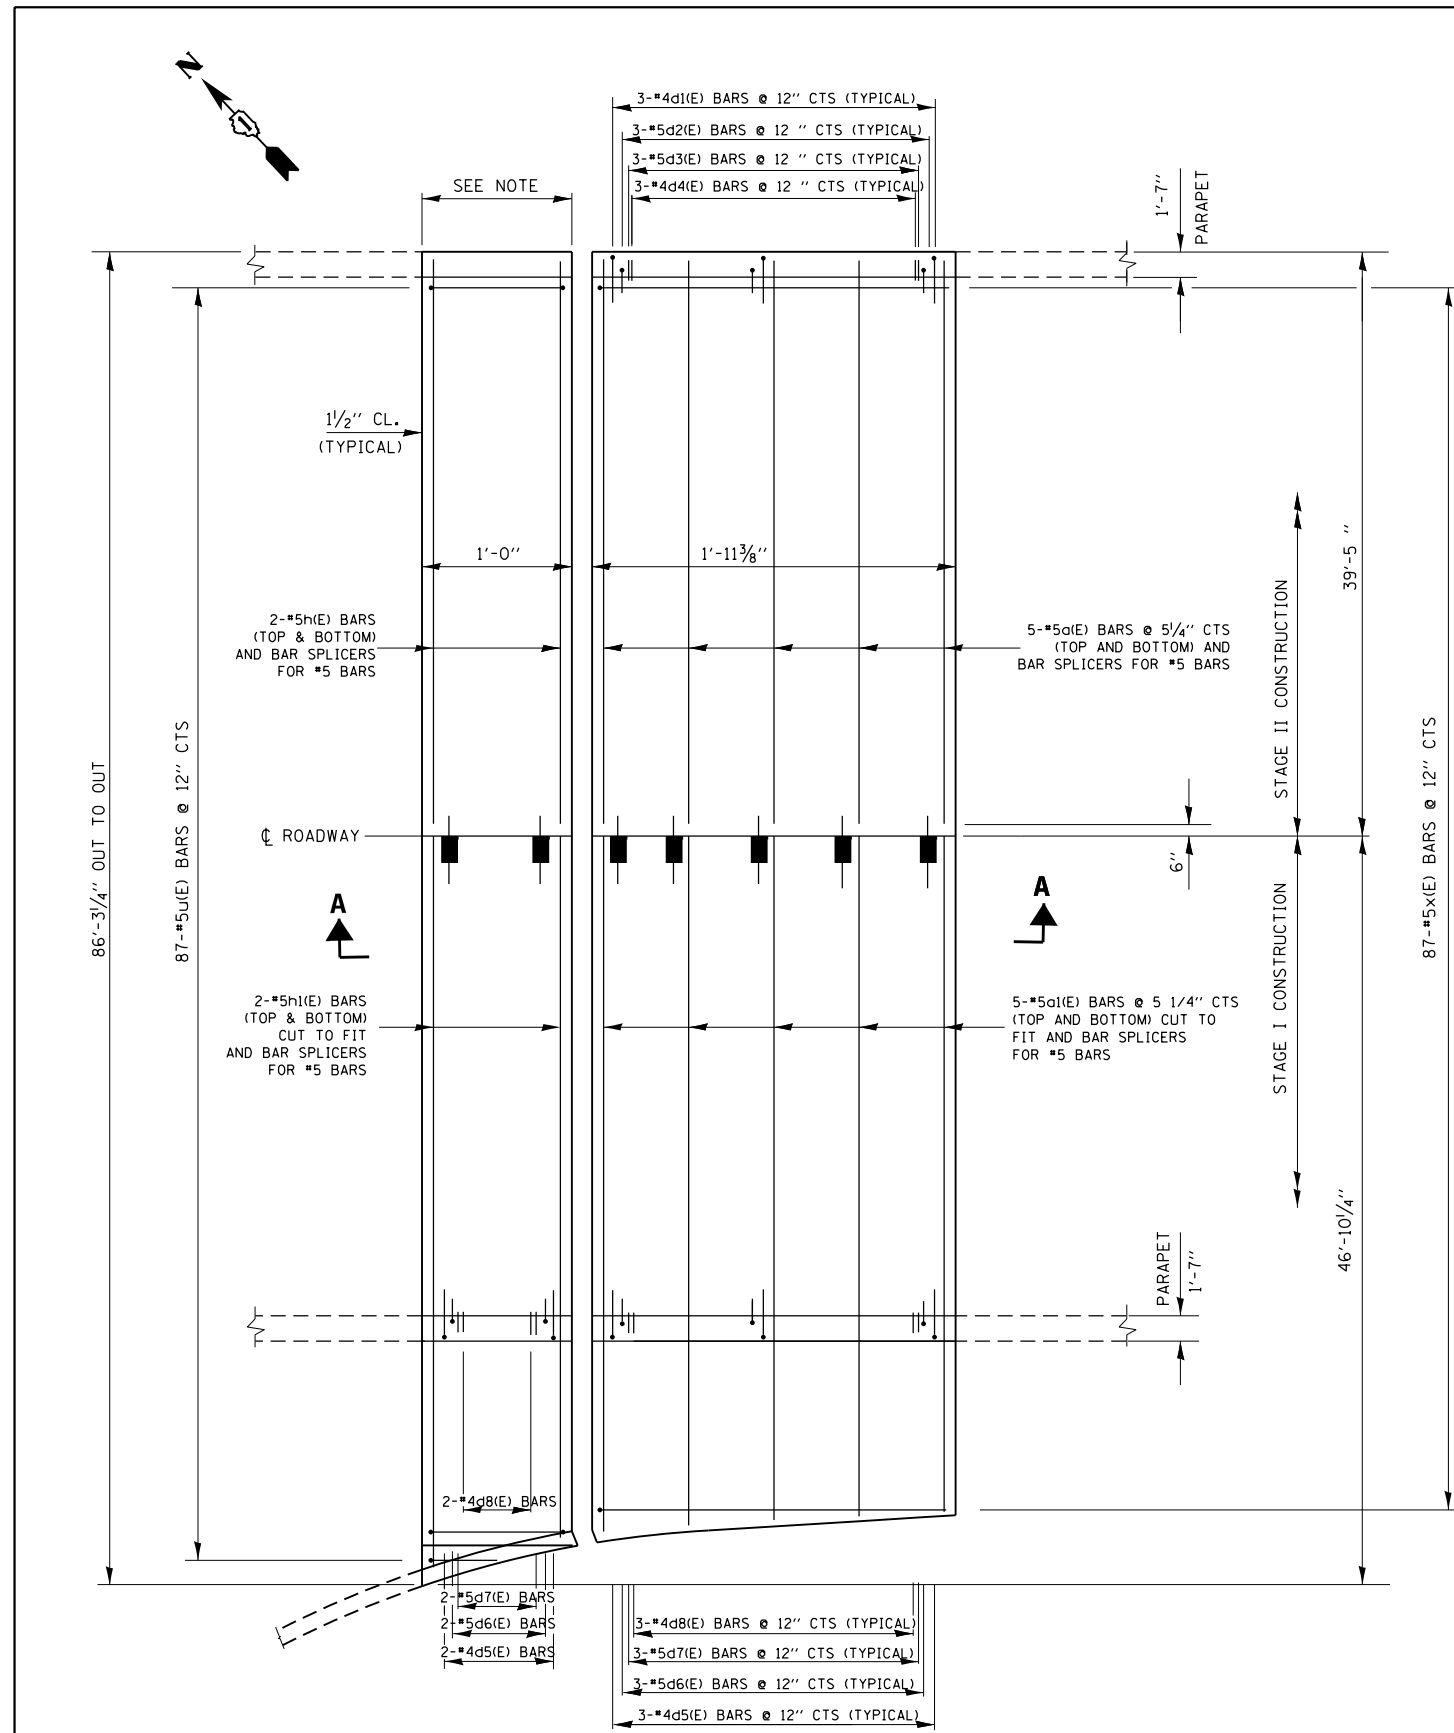 N
3-#4d1(E) BARS @ 12'' CTS (TYPICAL)
3-#5d2(E) BARS @ 12 '' CTS (TYPICAL)
3-#5d3(E) BARS @ 12 '' CTS (TYPICAL)
3-#4d4(E) BARS @ 12 '' CTS (TYPICAL)
SEE NOTE
1'-7''
PARAPET
1½'' CL.
(TYPICAL)
1'-0''
1'-11⅜''
39'-5 ''
2-#5h(E) BARS
(TOP & BOTTOM)
AND BAR SPLICERS
FOR #5 BARS
5-#5a(E) BARS @ 5¼'' CTS
(TOP AND BOTTOM) AND
BAR SPLICERS FOR #5 BARS
STAGE II CONSTRUCTION
86'-3¼'' OUT TO OUT
87-#5u(E) BARS @ 12'' CTS
87-#5x(E) BARS @ 12'' CTS
℄ ROADWAY
6''
A
A
STAGE I CONSTRUCTION
2-#5h1(E) BARS
(TOP & BOTTOM)
CUT TO FIT
AND BAR SPLICERS
FOR #5 BARS
5-#5a1(E) BARS @ 5 1/4'' CTS
(TOP AND BOTTOM) CUT TO
FIT AND BAR SPLICERS
FOR #5 BARS
46'-10¼''
PARAPET
1'-7''
2-#4d8(E) BARS
2-#5d7(E) BARS
2-#5d6(E) BARS
2-#4d5(E) BARS
3-#4d8(E) BARS @ 12'' CTS (TYPICAL)
3-#5d7(E) BARS @ 12'' CTS (TYPICAL)
3-#5d6(E) BARS @ 12'' CTS (TYPICAL)
3-#4d5(E) BARS @ 12'' CTS (TYPICAL)